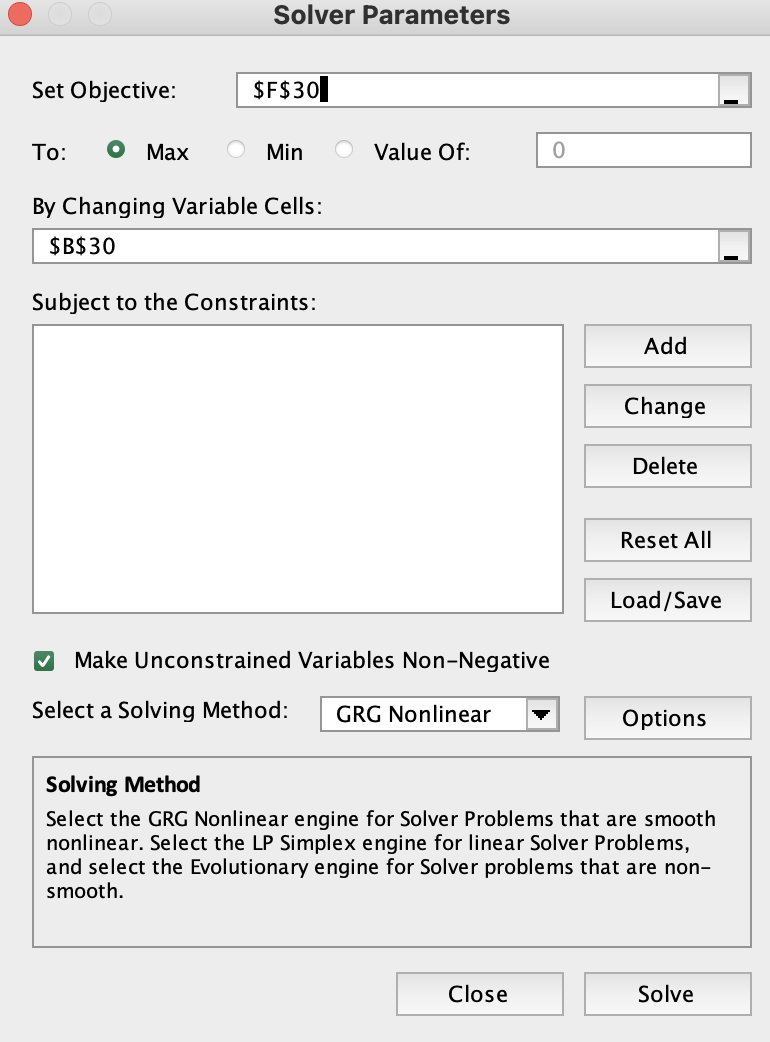 Solver Parameters
Set Objective: $F$30
To: Max Min Value Of: 0
By Changing Variable Cells:
$B$30
Subject to the Constraints:
Add
Change
Delete
Reset All
Load/Save
Make Unconstrained Variables Non-Negative
Select a Solving Method: GRG Nonlinear Options
Solving Method
Select the GRG Nonlinear engine for Solver Problems that are smooth
nonlinear. Select the LP Simplex engine for linear Solver Problems,
and select the Evolutionary engine for Solver problems that are non-
smooth.
Close Solve